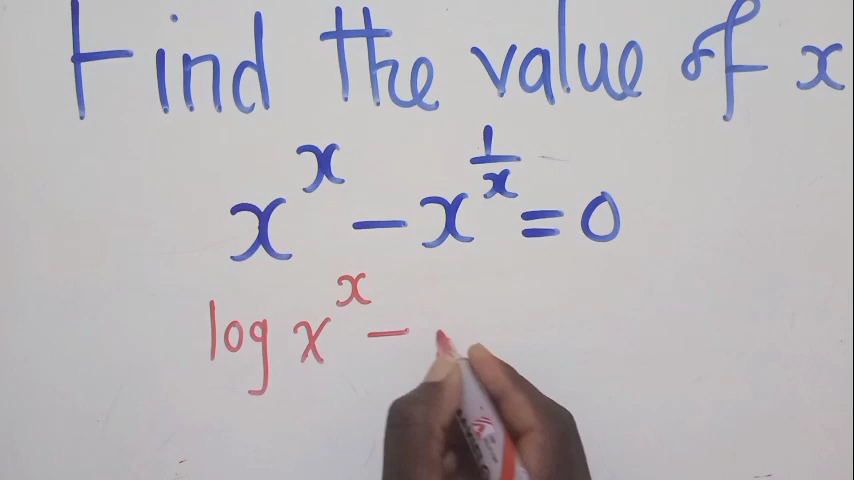 Find the value of x
x^x - x^{1/x} = 0
log x^x -